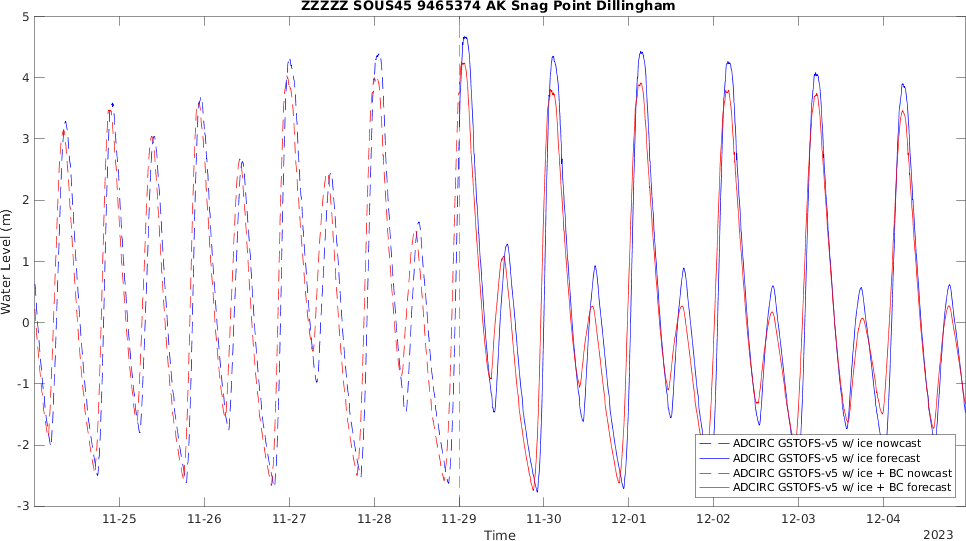 ZZZZZ SOUS45 9465374 AK Snag Point Dillingham
5
4
3
2
1
0
-1
-2
-3
Water Level (m)
ADCIRC GSTOFS-v5 w/ ice nowcast
ADCIRC GSTOFS-v5 w/ ice forecast
ADCIRC GSTOFS-v5 w/ ice + BC nowcast
ADCIRC GSTOFS-v5 w/ ice + BC forecast
11-25 11-26 11-27 11-28 11-29 11-30 12-01 12-02 12-03 12-04
Time
2023